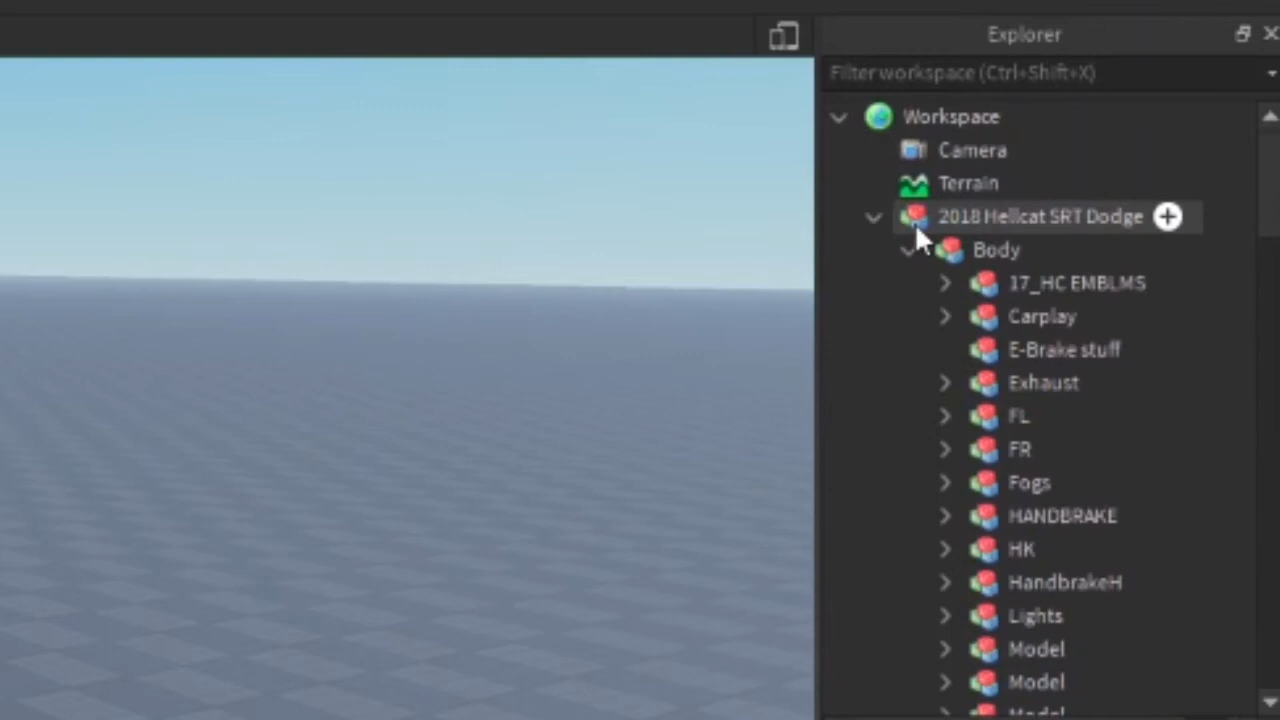 Explorer
Filter workspace (Ctrl+Shift+X)
Workspace
Camera
Terrain
2018 Hellcat SRT Dodge
Body
17_HC EMBLMS
Carplay
E-Brake stuff
Exhaust
FL
FR
Fogs
HANDBRAKE
HK
HandbrakeH
Lights
Model
Model